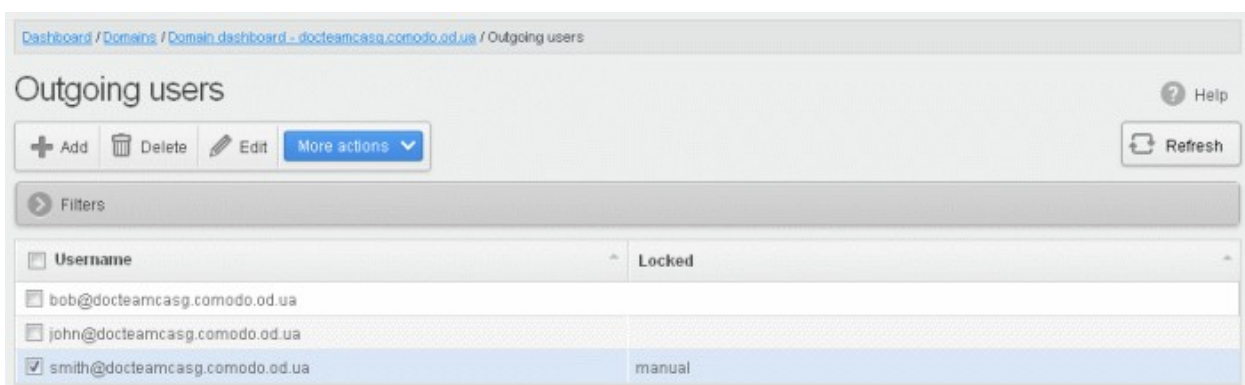 Dashboard / Domains / Domain dashboard - docteamcasg.comodo.od.ua / Outgoing users
Outgoing users
Help
Add Delete Edit More actions
Refresh
Filters
Username Locked
bob@docteamcasg.comodo.od.ua
john@docteamcasg.comodo.od.ua
smith@docteamcasg.comodo.od.ua manual